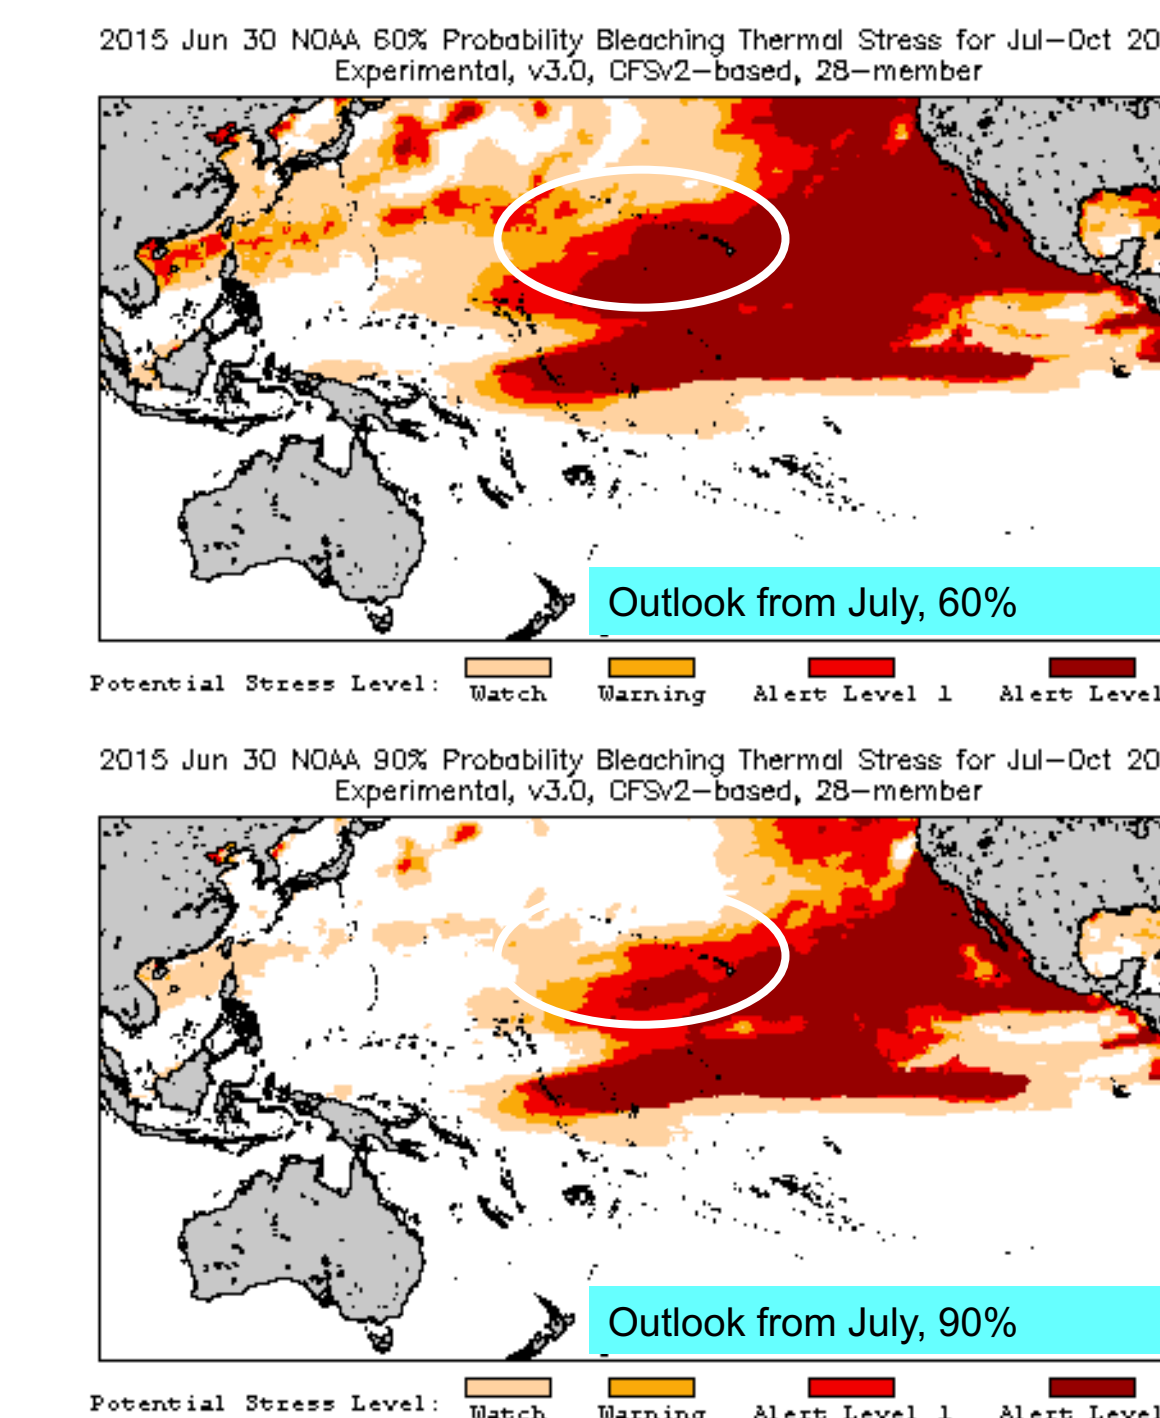 2015 Jun 30 NOAA 60% Probability Bleaching Thermal Stress for Jul-Oct 20
Experimental, v3.0, CFSv2-based, 28-member
Outlook from July, 60%
Potential Stress Level: Watch Warning Alert Level 1 Alert Level
2015 Jun 30 NOAA 90% Probability Bleaching Thermal Stress for Jul-Oct 20
Experimental, v3.0, CFSv2-based, 28-member
Outlook from July, 90%
Potential Stress Level: Watch Warning Alert Level 1 Alert Level